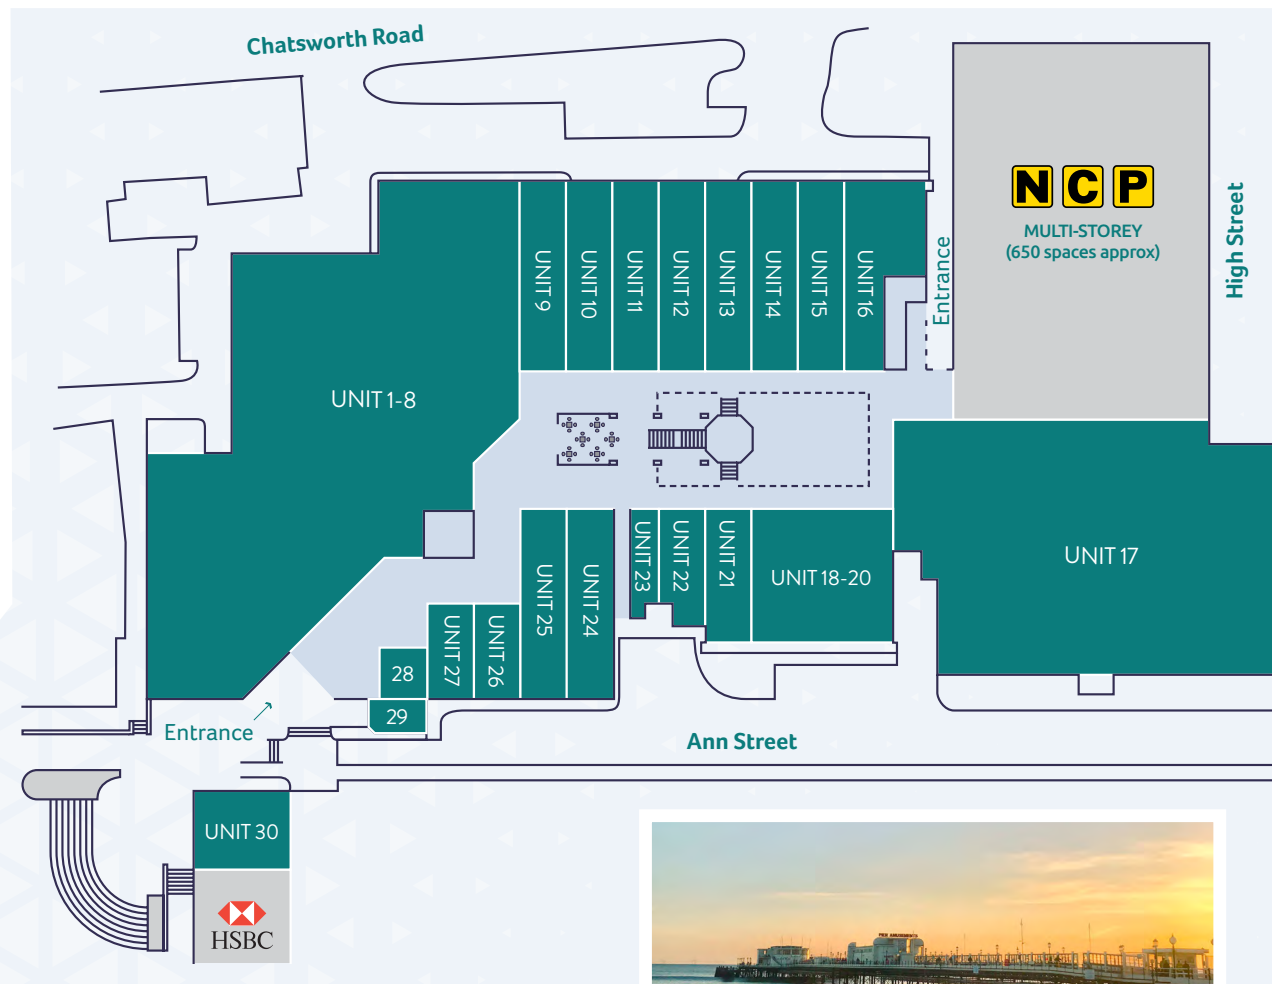 Chatsworth Road
NCP
MULTI-STOREY
(650 spaces approx)
High Street
Entrance
UNIT 9
UNIT 10
UNIT 11
UNIT 12
UNIT 13
UNIT 14
UNIT 15
UNIT 16
UNIT 1-8
UNIT 17
UNIT 18-20
UNIT 21
UNIT 22
UNIT 23
UNIT 24
UNIT 25
UNIT 26
UNIT 27
28
29
Entrance
Ann Street
UNIT 30
HSBC
PIER AMUSEMENTS